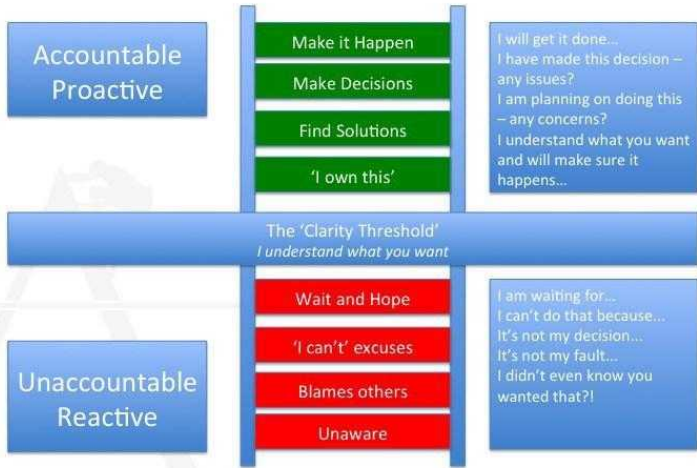 Accountable
Proactive
Make it Happen
Make Decisions
Find Solutions
‘I own this’
I will get it done...
I have made this decision –
any issues?
I am planning on doing this
– any concerns?
I understand what you want
and will make sure it
happens...
The ‘Clarity Threshold’
I understand what you want
Unaccountable
Reactive
Wait and Hope
‘I can’t’ excuses
Blames others
Unaware
I am waiting for...
I can’t do that because...
It’s not my decision...
It’s not my fault...
I didn’t even know you
wanted that?!